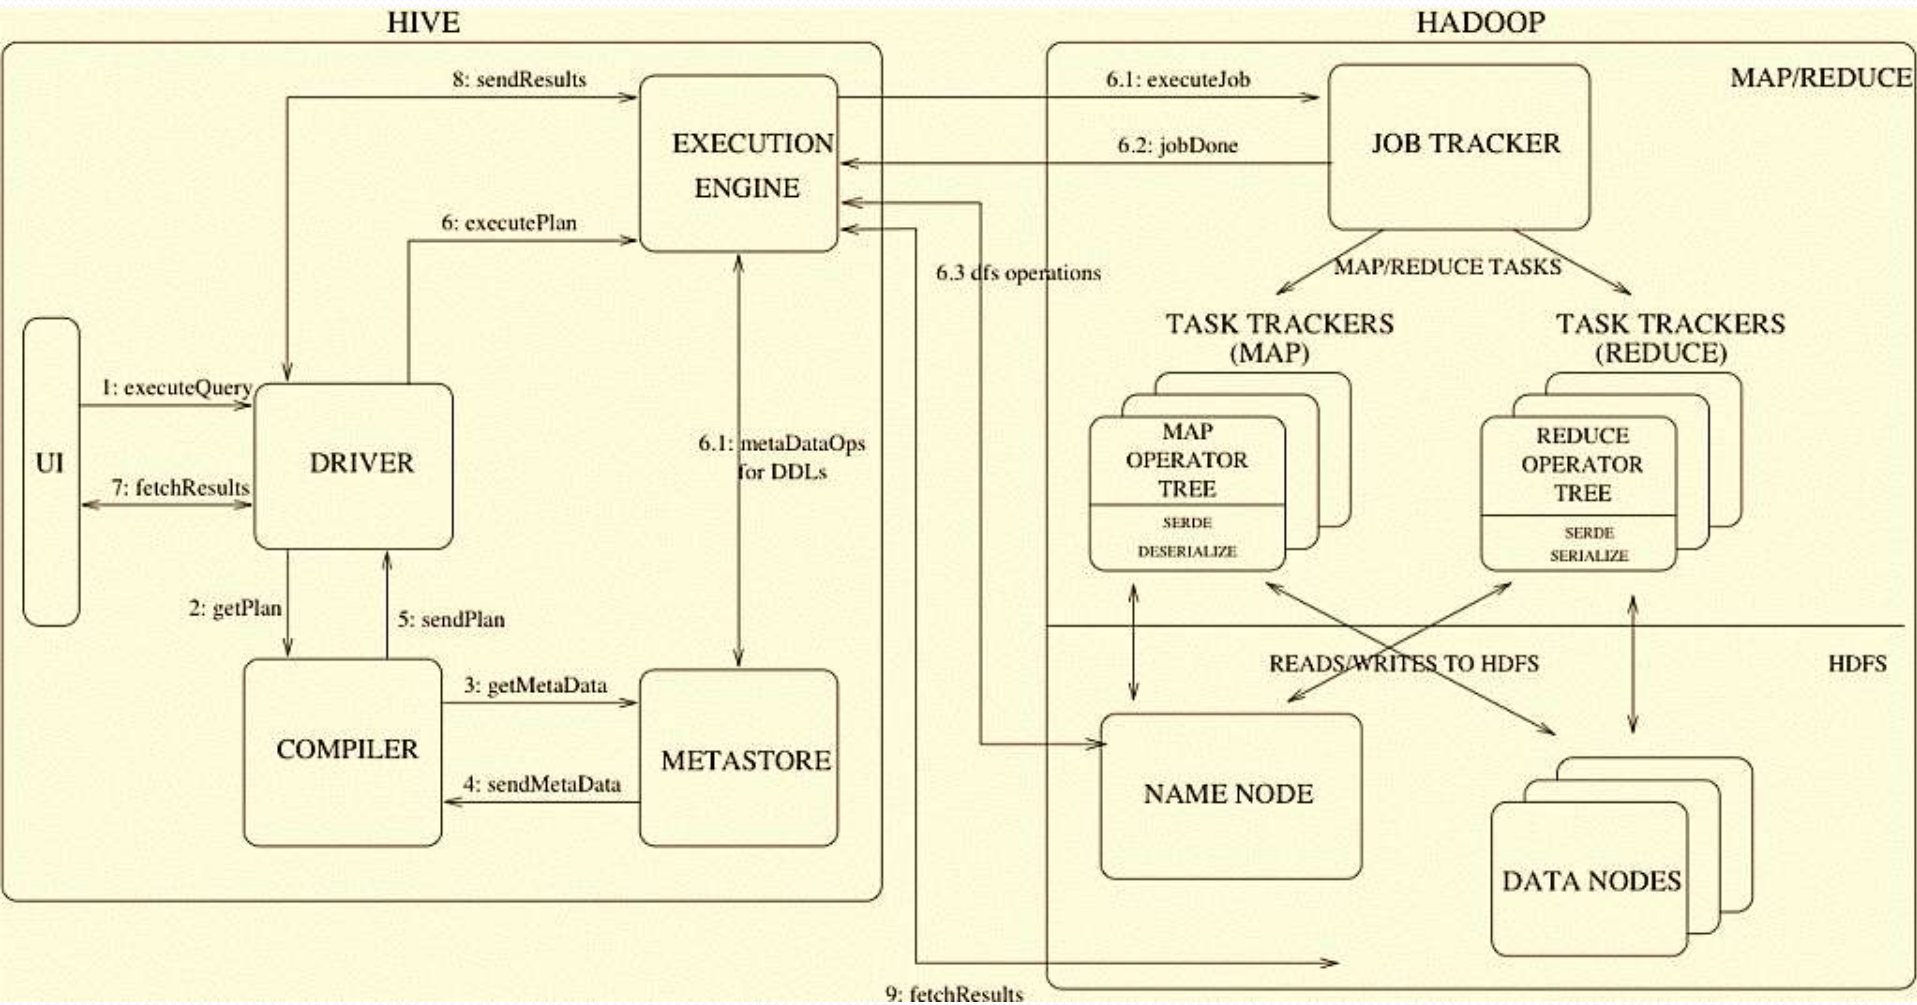 HIVE
HADOOP
8: sendResults
6.1: executeJob
MAP/REDUCE
EXECUTION
ENGINE
6.2: jobDone
JOB TRACKER
6: executePlan
6.3 dfs operations
MAP/REDUCE TASKS
TASK TRACKERS
(MAP)
TASK TRACKERS
(REDUCE)
1: executeQuery
UI
DRIVER
7: fetchResults
6.1: metaDataOps
for DDLs
MAP
OPERATOR
TREE
SERDE
DESERIALIZE
REDUCE
OPERATOR
TREE
SERDE
SERIALIZE
2: getPlan
5: sendPlan
READS/WRITES TO HDFS
HDFS
3: getMetaData
COMPILER
METASTORE
4: sendMetaData
NAME NODE
DATA NODES
9: fetchResults